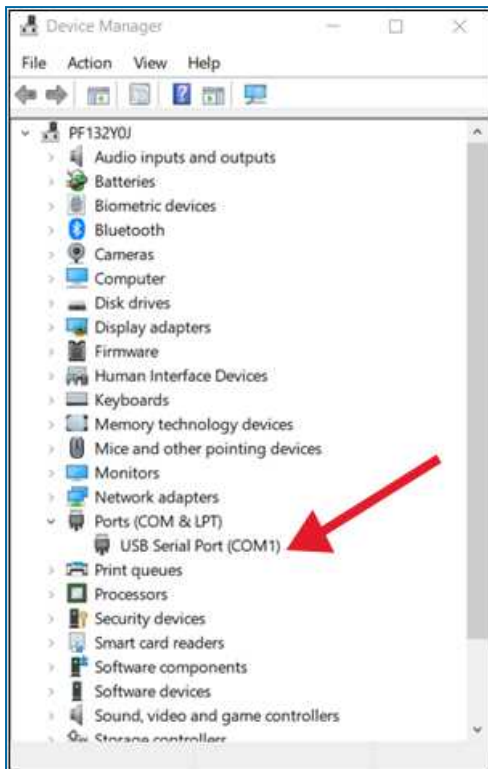 Device Manager
File Action View Help
PF132Y0J
Audio inputs and outputs
Batteries
Biometric devices
Bluetooth
Cameras
Computer
Disk drives
Display adapters
Firmware
Human Interface Devices
Keyboards
Memory technology devices
Mice and other pointing devices
Monitors
Network adapters
Ports (COM & LPT)
USB Serial Port (COM1)
Print queues
Processors
Security devices
Smart card readers
Software components
Software devices
Sound, video and game controllers
Storage controllers